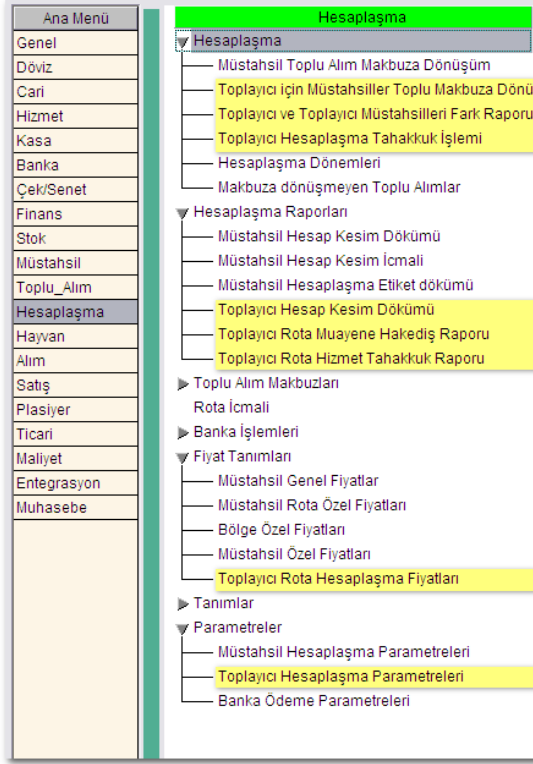 Ana Menü
Genel
Döviz
Cari
Hizmet
Kasa
Banka
Çek/Senet
Finans
Stok
Müstahsil
Toplu_Alım
Hesaplaşma
Hayvan
Alım
Satış
Plasiyer
Ticari
Maliyet
Entegrasyon
Muhasebe
Hesaplaşma
Hesaplaşma
Müstahsil Toplu Alım Makbuza Dönüşüm
Toplayıcı için Müstahsiller Toplu Makbuza Dönü
Toplayıcı ve Toplayıcı Müstahsilleri Fark Raporu
Toplayıcı Hesaplaşma Tahakkuk İşlemi
Hesaplaşma Dönemleri
Makbuza dönüşmeyen Toplu Alımlar
Hesaplaşma Raporları
Müstahsil Hesap Kesim Dökümü
Müstahsil Hesap Kesim İcmali
Müstahsil Hesaplaşma Etiket dökümü
Toplayıcı Hesap Kesim Dökümü
Toplayıcı Rota Muayene Hakediş Raporu
Toplayıcı Rota Hizmet Tahakkuk Raporu
Toplu Alım Makbuzları
Rota İcmali
Banka İşlemleri
Fiyat Tanımları
Müstahsil Genel Fiyatlar
Müstahsil Rota Özel Fiyatları
Bölge Özel Fiyatları
Müstahsil Özel Fiyatları
Toplayıcı Rota Hesaplaşma Fiyatları
Tanımlar
Parametreler
Müstahsil Hesaplaşma Parametreleri
Toplayıcı Hesaplaşma Parametreleri
Banka Ödeme Parametreleri